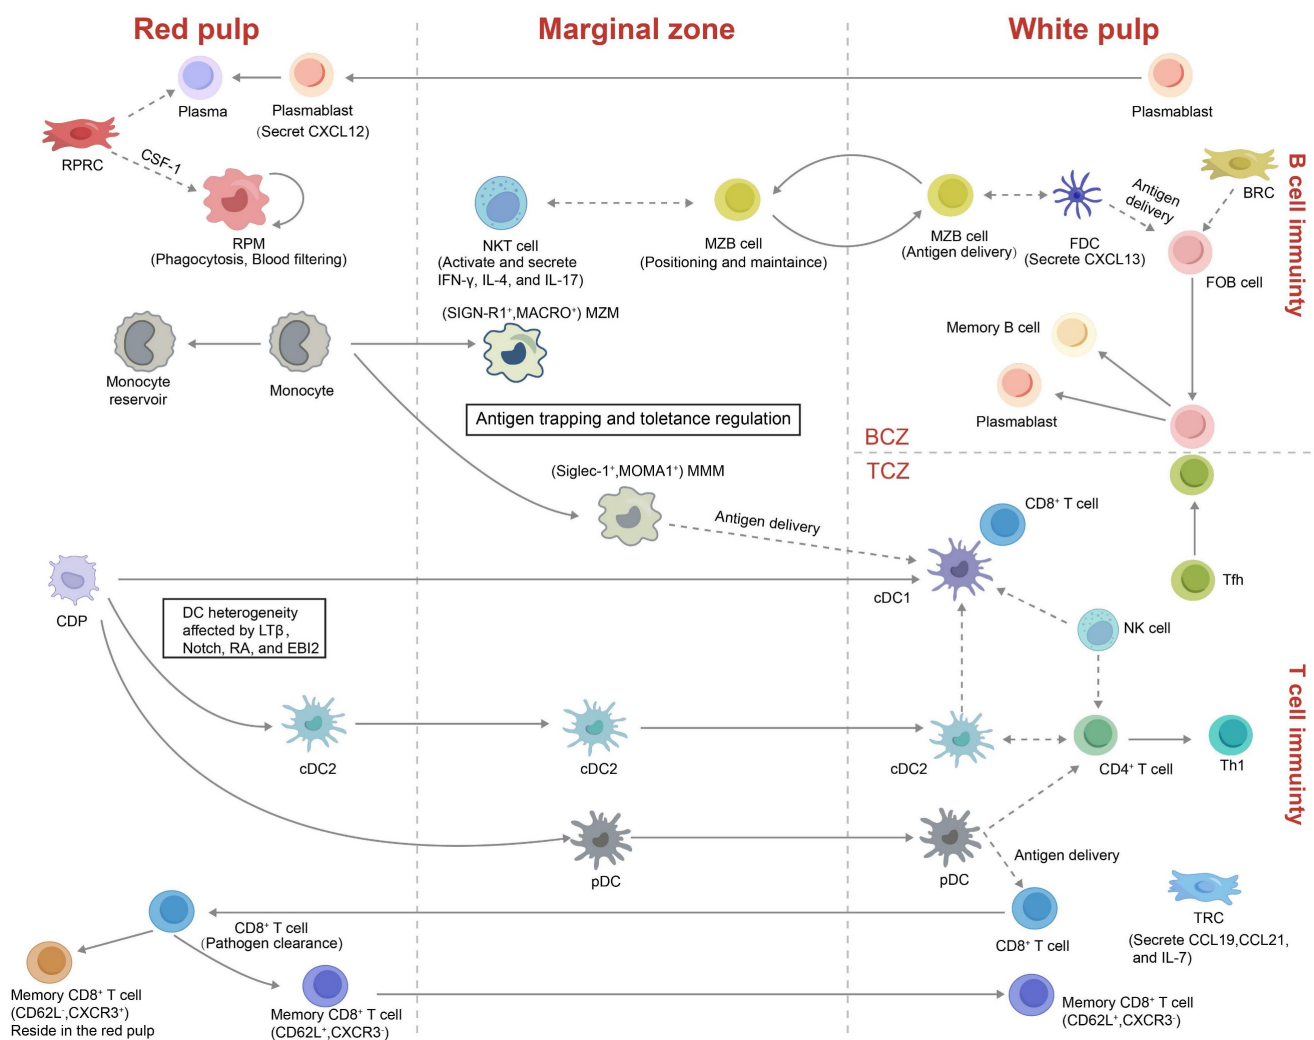 Red pulp
Marginal zone
White pulp
Plasma
Plasmablast
(Secret CXCL12)
Plasmablast
RPRC
CSF-1
RPM
(Phagocytosis, Blood filtering)
NKT cell
(Activate and secrete
IFN-γ, IL-4, and IL-17)
MZB cell
(Positioning and maintaince)
MZB cell
(Antigen delivery)
FDC
(Secrete CXCL13)
Antigen
delivery
BRC
FOB cell
B cell immuinty
(SIGN-R1⁺,MACRO⁺) MZM
Monocyte
reservoir
Monocyte
Memory B cell
Plasmablast
Antigen trapping and toletance regulation
BCZ
TCZ
(Siglec-1⁺,MOMA1⁺) MMM
Antigen delivery
CD8⁺ T cell
cDC1
Tfh
CDP
DC heterogeneity
affected by LTβ,
Notch, RA, and EBI2
NK cell
cDC2
cDC2
cDC2
CD4⁺ T cell
Th1
T cell immuinty
pDC
pDC
Antigen delivery
CD8⁺ T cell
(Pathogen clearance)
CD8⁺ T cell
TRC
(Secrete CCL19,CCL21,
and IL-7)
Memory CD8⁺ T cell
(CD62L⁻,CXCR3⁺)
Reside in the red pulp
Memory CD8⁺ T cell
(CD62L⁺,CXCR3⁻)
Memory CD8⁺ T cell
(CD62L⁺,CXCR3⁻)